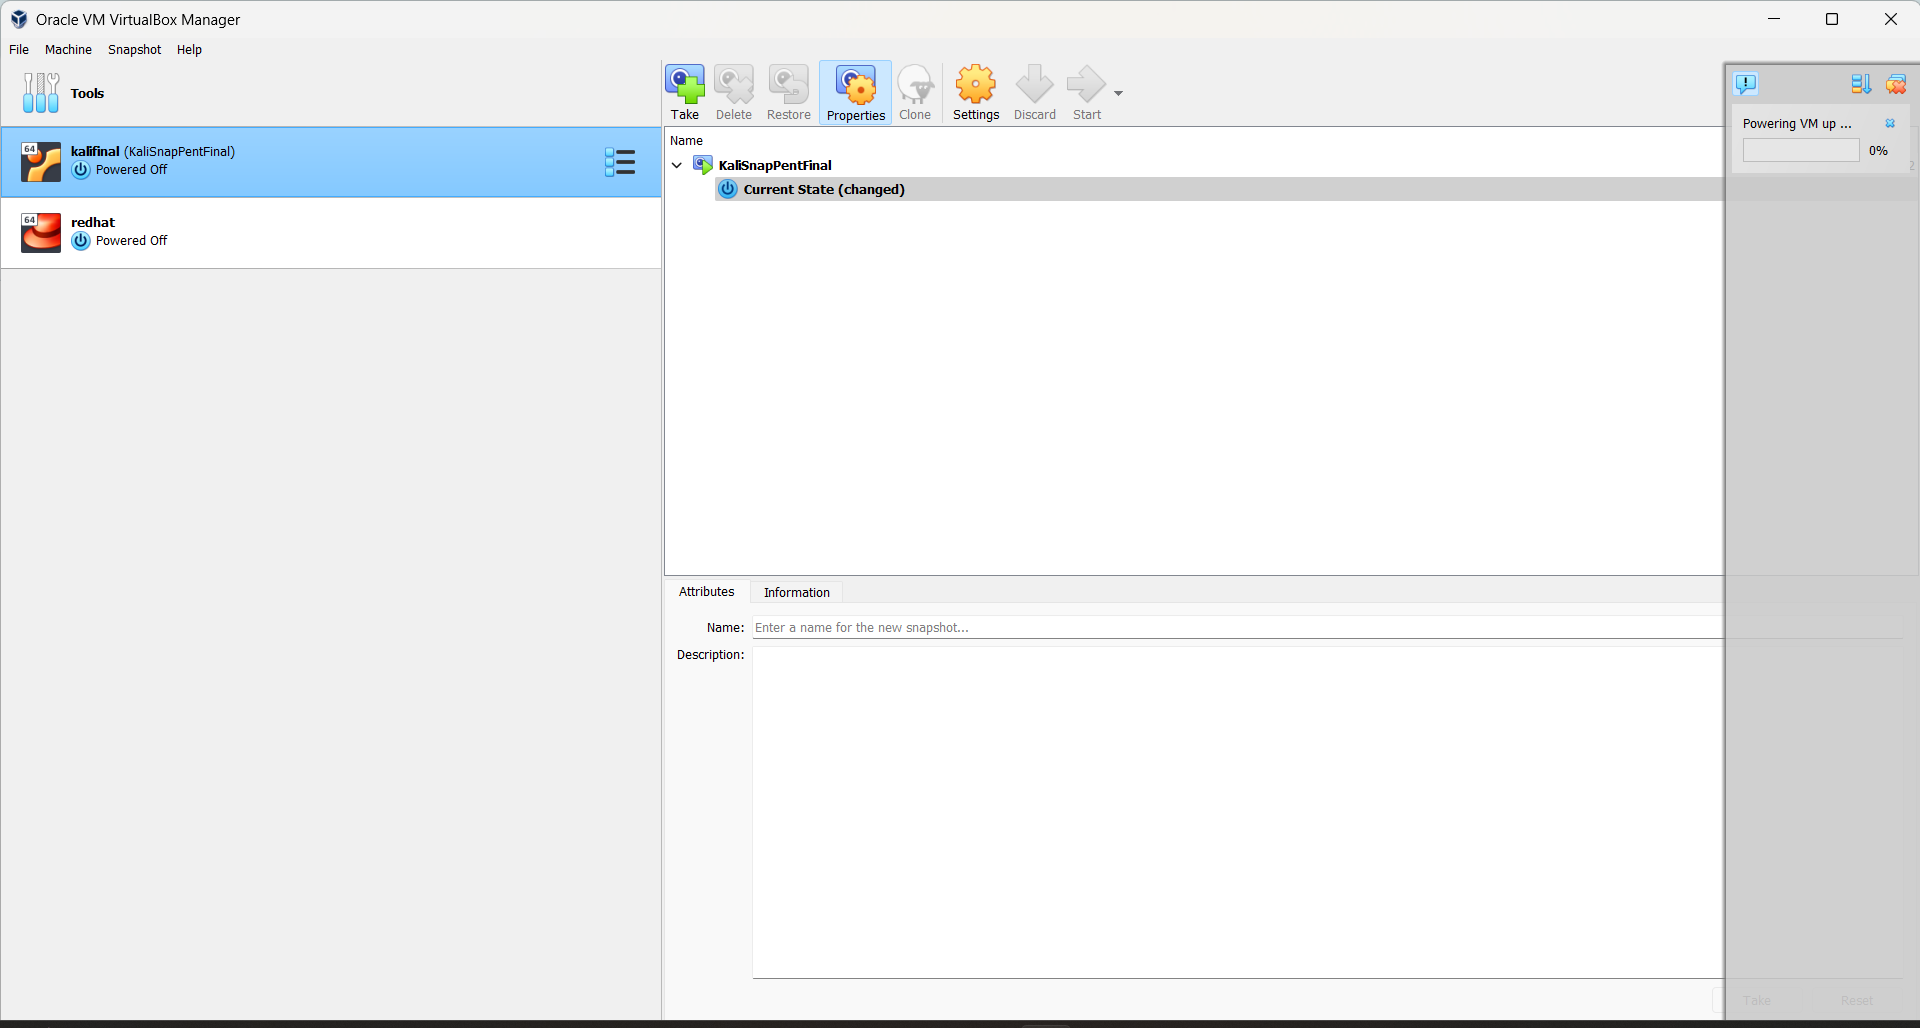 Oracle VM VirtualBox Manager
File Machine Snapshot Help
Tools
64
kalifinal (KaliSnapPentFinal)
Powered Off
64
redhat
Powered Off
Take Delete Restore Properties Clone Settings Discard Start
Name
KaliSnapPentFinal
Current State (changed)
Powering VM up ...
0%
Attributes Information
Name: Enter a name for the new snapshot...
Description:
Take Reset